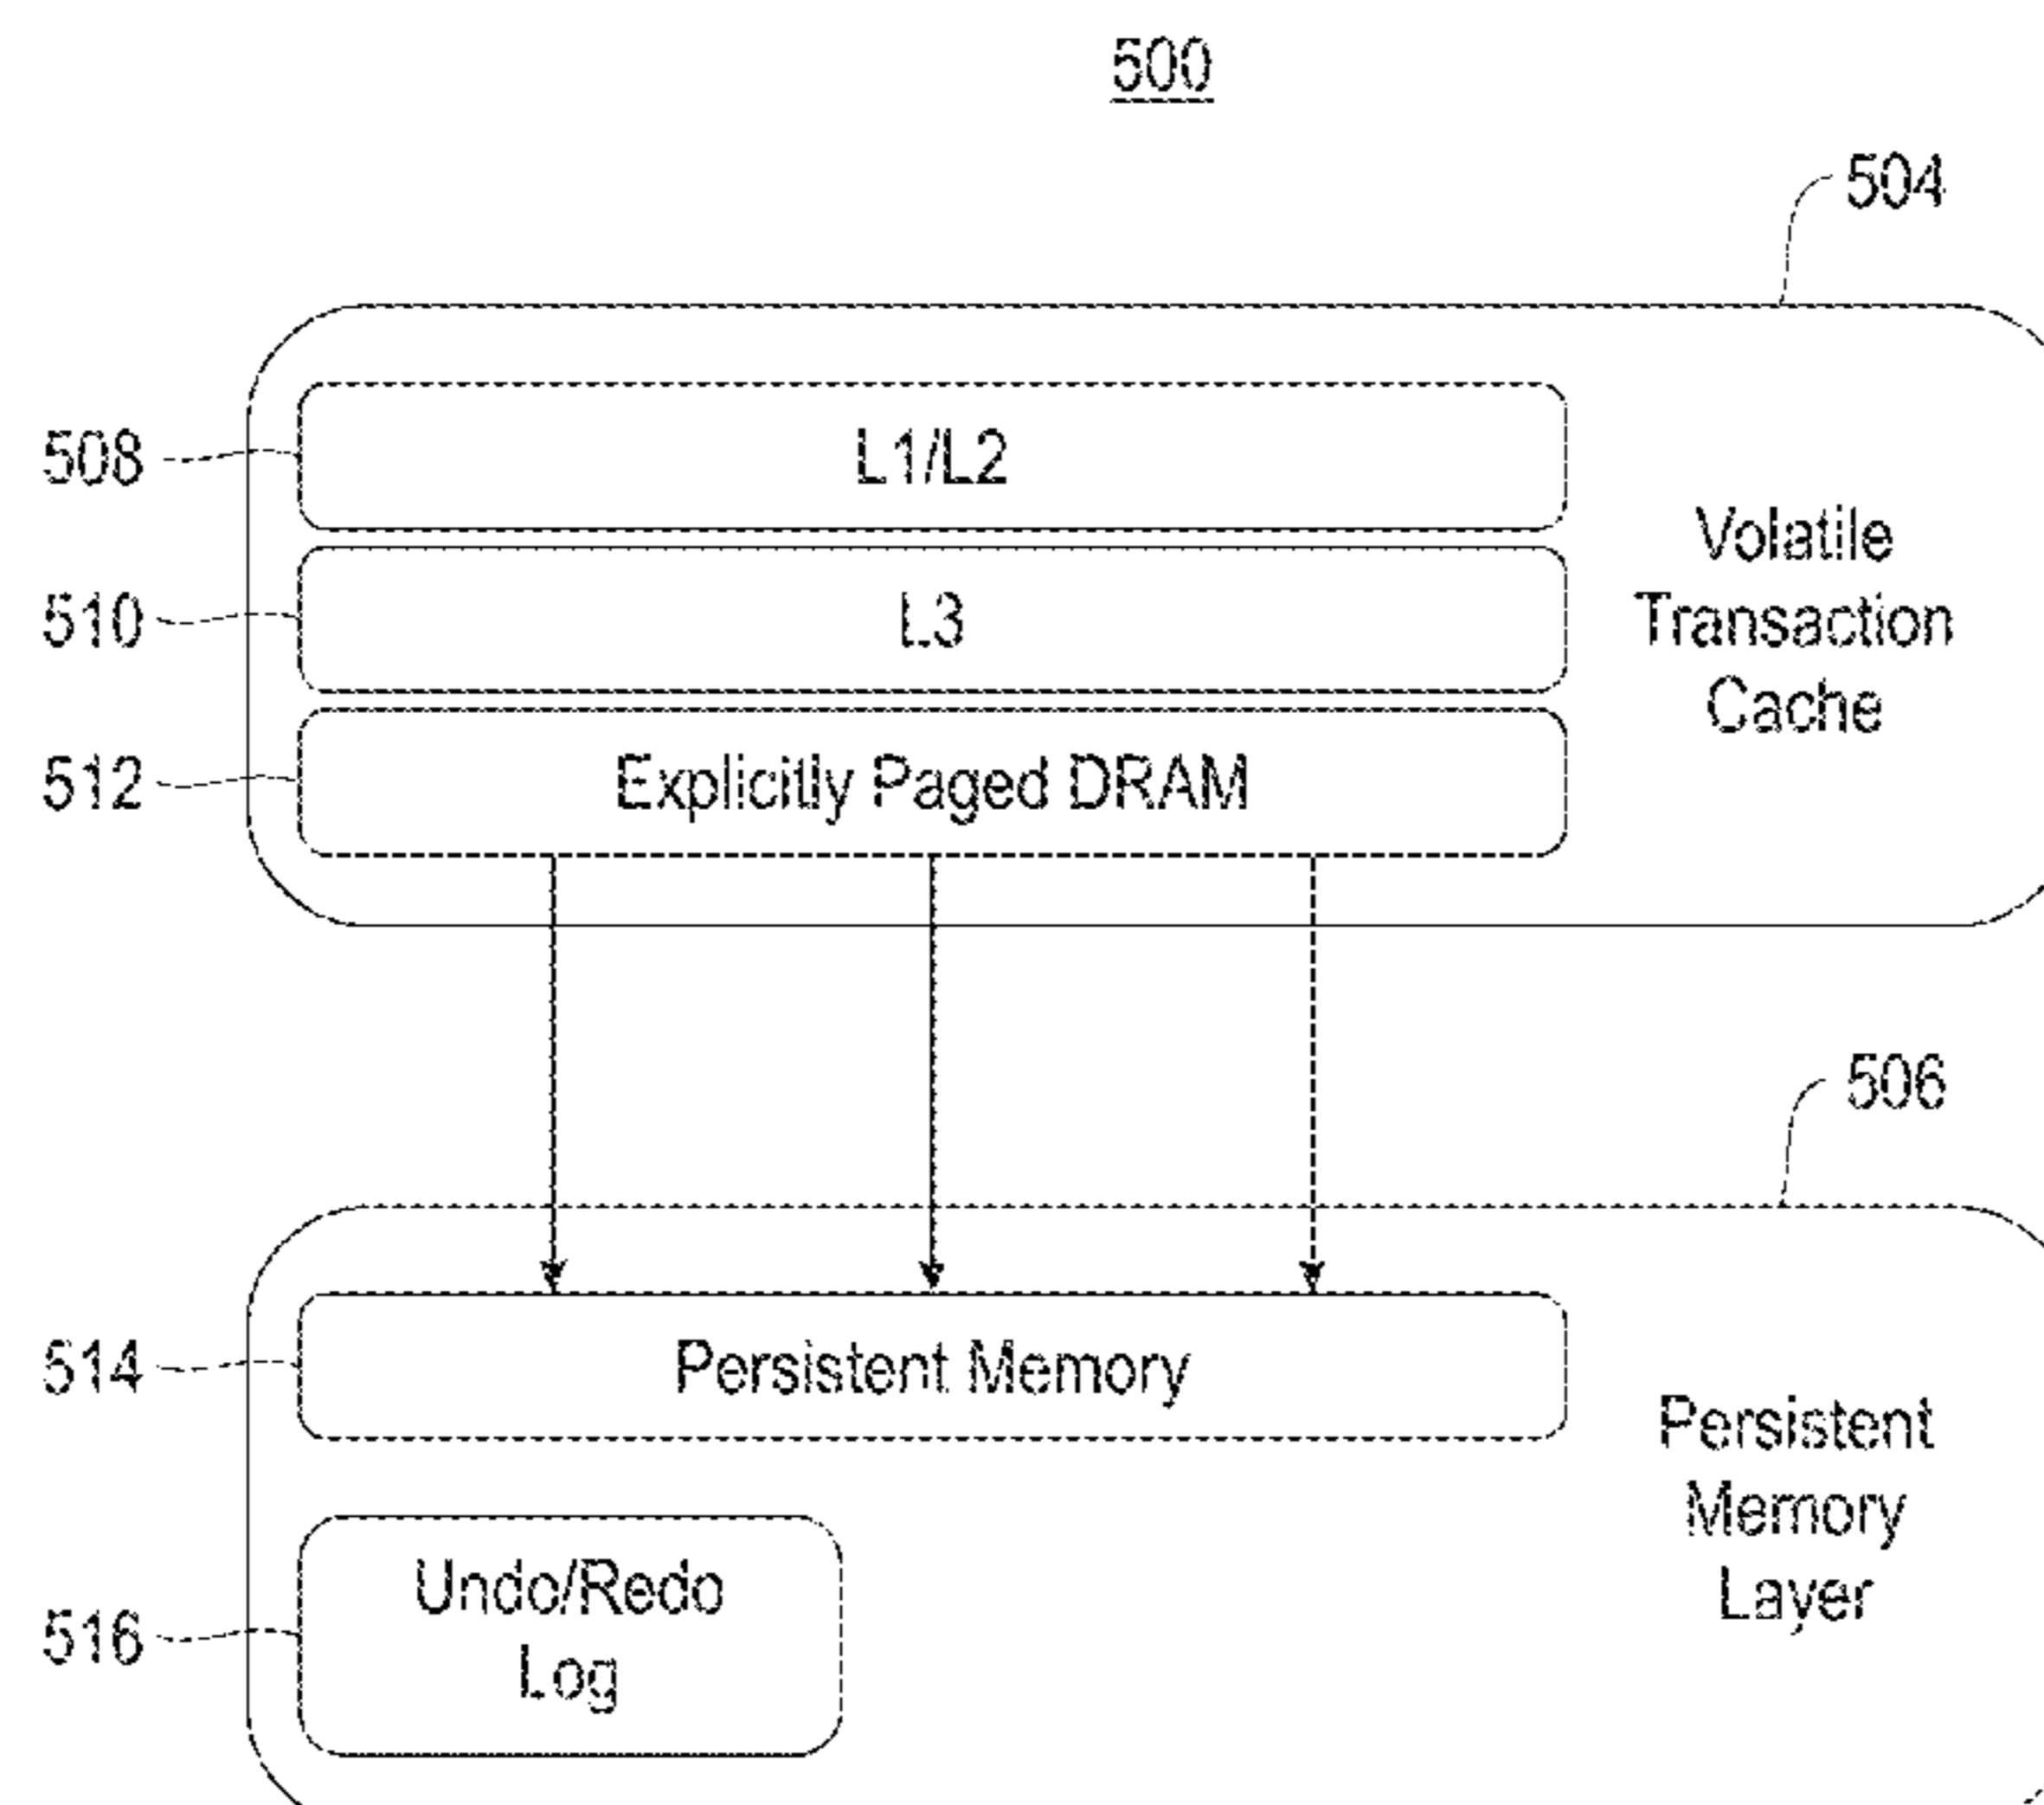 500
504
508
L1/L2
510
L3
Volatile
Transaction
Cache
512
Explicitly Paged DRAM
506
514
Persistent Memory
Persistent
Memory
Layer
516
Undo/Redo
Log